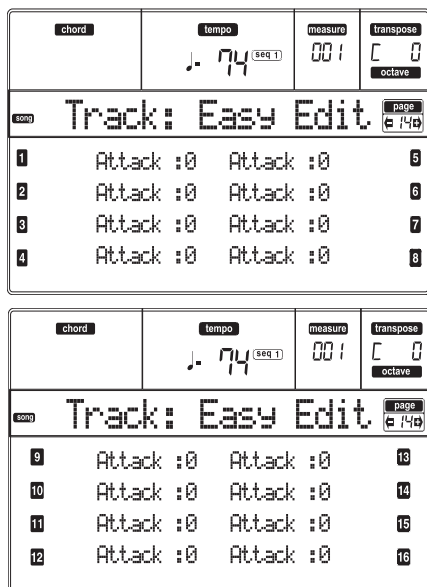 chord tempo measure transpose
♩- 74 seq 1 001 C 0
octave
song Track: Easy Edit page 14
1 Attack :0 Attack :0 5
2 Attack :0 Attack :0 6
3 Attack :0 Attack :0 7
4 Attack :0 Attack :0 8
chord tempo measure transpose
♩- 74 seq 1 001 C 0
octave
song Track: Easy Edit page 14
9 Attack :0 Attack :0 13
10 Attack :0 Attack :0 14
11 Attack :0 Attack :0 15
12 Attack :0 Attack :0 16